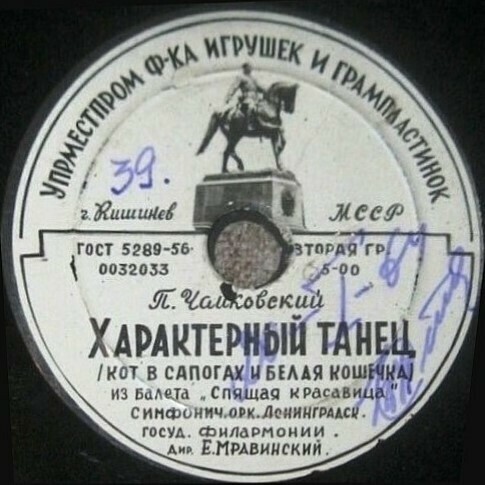 Упрместпром ф-ка игрушек и грампластинок
39.
г. Кишинев МССР
ГОСТ 5289-56 ВТОРАЯ ГР.
0032033 5-00
П. Чайковский
ХАРАКТЕРНЫЙ ТАНЕЦ
/КОТ В САПОГАХ И БЕЛАЯ КОШЕЧКА/
ИЗ БАЛЕТА „СПЯЩАЯ КРАСАВИЦА"
СИМФОНИЧ. ОРК. ЛЕНИНГРАДСК.
ГОСУД. ФИЛАРМОНИИ.
ДИР. Е. МРАВИНСКИЙ.